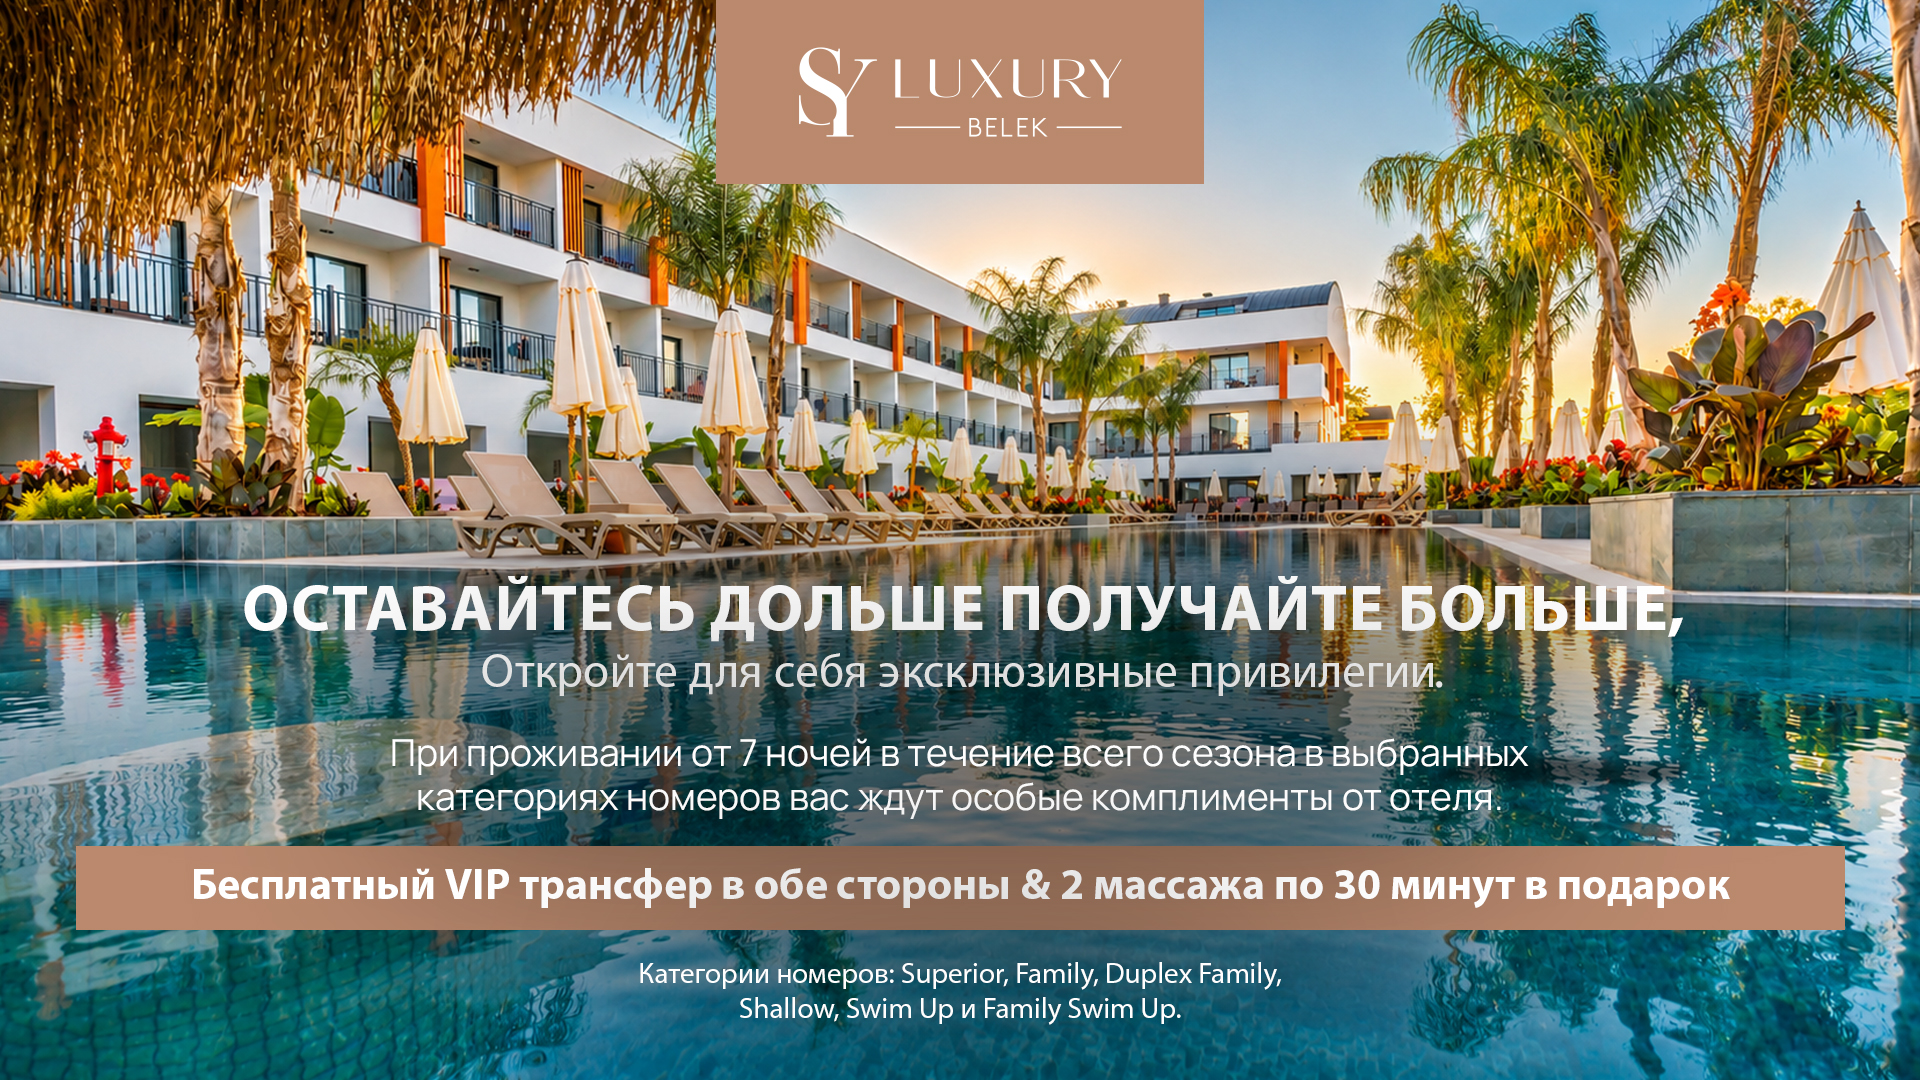 SY LUXURY
BELEK
ОСТАВАЙТЕСЬ ДОЛЬШЕ ПОЛУЧАЙТЕ БОЛЬШЕ,
Откройте для себя эксклюзивные привилегии.
При проживании от 7 ночей в течение всего сезона в выбранных
категориях номеров вас ждут особые комплименты от отеля.
Бесплатный VIP трансфер в обе стороны & 2 массажа по 30 минут в подарок
Категории номеров: Superior, Family, Duplex Family,
Shallow, Swim Up и Family Swim Up.